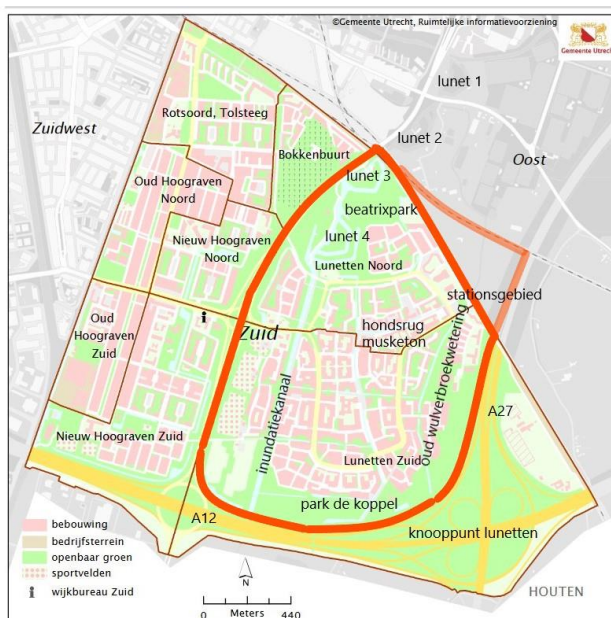 ©Gemeente Utrecht, Ruimtelijke informatievoorziening
Gemeente Utrecht
lunet 1
Rotsoord, Tolsteeg
Zuidwest
lunet 2
Oost
Bokkenbuurt
lunet 3
Oud Hoograven
Noord
beatrixpark
Nieuw Hoograven
Noord
lunet 4
Lunetten Noord
stationsgebied
Oud
Hoograven
Zuid
i
Zuid
hondsrug
musketon
inundatiekanaal
oud wulverbroekwetering
A27
Nieuw Hoograven Zuid
Lunetten Zuid
park de koppel
A12
knooppunt lunetten
bebouwing
bedrijfsterrein
openbaar groen
sportvelden
i wijkbureau Zuid
N
HOUTEN
0 Meters 440